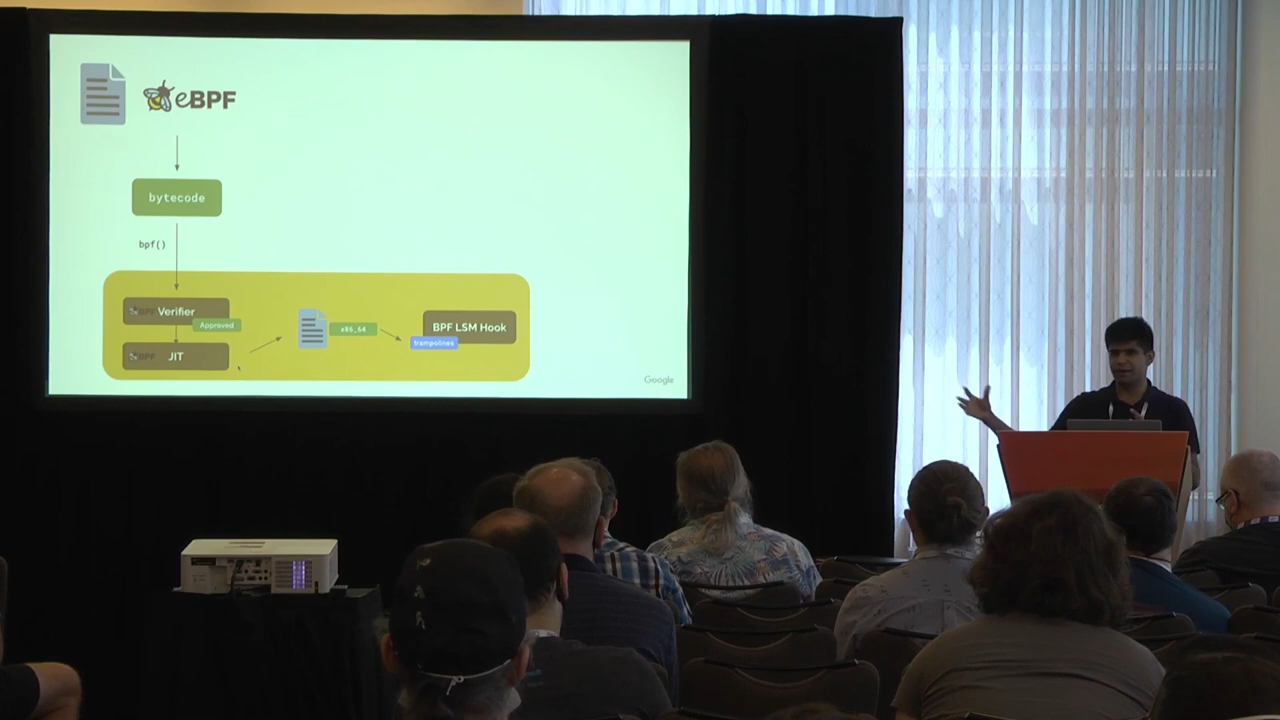 eBPF
bytecode
bpf()
Verifier
Approved
JIT
x86_64
BPF LSM Hook
trampolines
Google